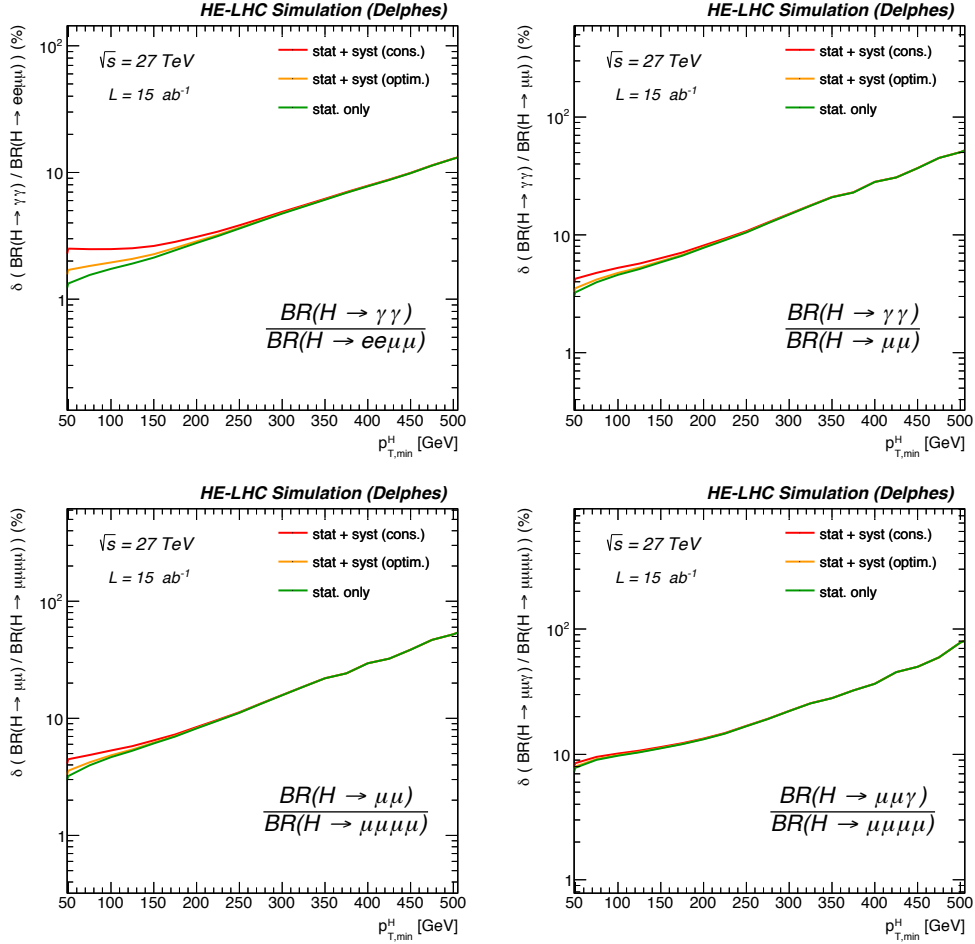 HE-LHC Simulation (Delphes)
δ ( BR(H → γγ) / BR(H → eeμμ) ) (%)
√s = 27 TeV
L = 15 ab⁻¹
stat + syst (cons.)
stat + syst (optim.)
stat. only
10²
10
1
BR(H → γγ)
BR(H → eeμμ)
50 100 150 200 250 300 350 400 450 500
p^H_T,min [GeV]
HE-LHC Simulation (Delphes)
δ ( BR(H → γγ) / BR(H → μμ) ) (%)
√s = 27 TeV
L = 15 ab⁻¹
stat + syst (cons.)
stat + syst (optim.)
stat. only
10²
10
1
BR(H → γγ)
BR(H → μμ)
50 100 150 200 250 300 350 400 450 500
p^H_T,min [GeV]
HE-LHC Simulation (Delphes)
δ ( BR(H → μμ) / BR(H → μμμμ) ) (%)
√s = 27 TeV
L = 15 ab⁻¹
stat + syst (cons.)
stat + syst (optim.)
stat. only
10²
10
1
BR(H → μμ)
BR(H → μμμμ)
50 100 150 200 250 300 350 400 450 500
p^H_T,min [GeV]
HE-LHC Simulation (Delphes)
δ ( BR(H → μμγ) / BR(H → μμμμ) ) (%)
√s = 27 TeV
L = 15 ab⁻¹
stat + syst (cons.)
stat + syst (optim.)
stat. only
10²
10
1
BR(H → μμγ)
BR(H → μμμμ)
50 100 150 200 250 300 350 400 450 500
p^H_T,min [GeV]